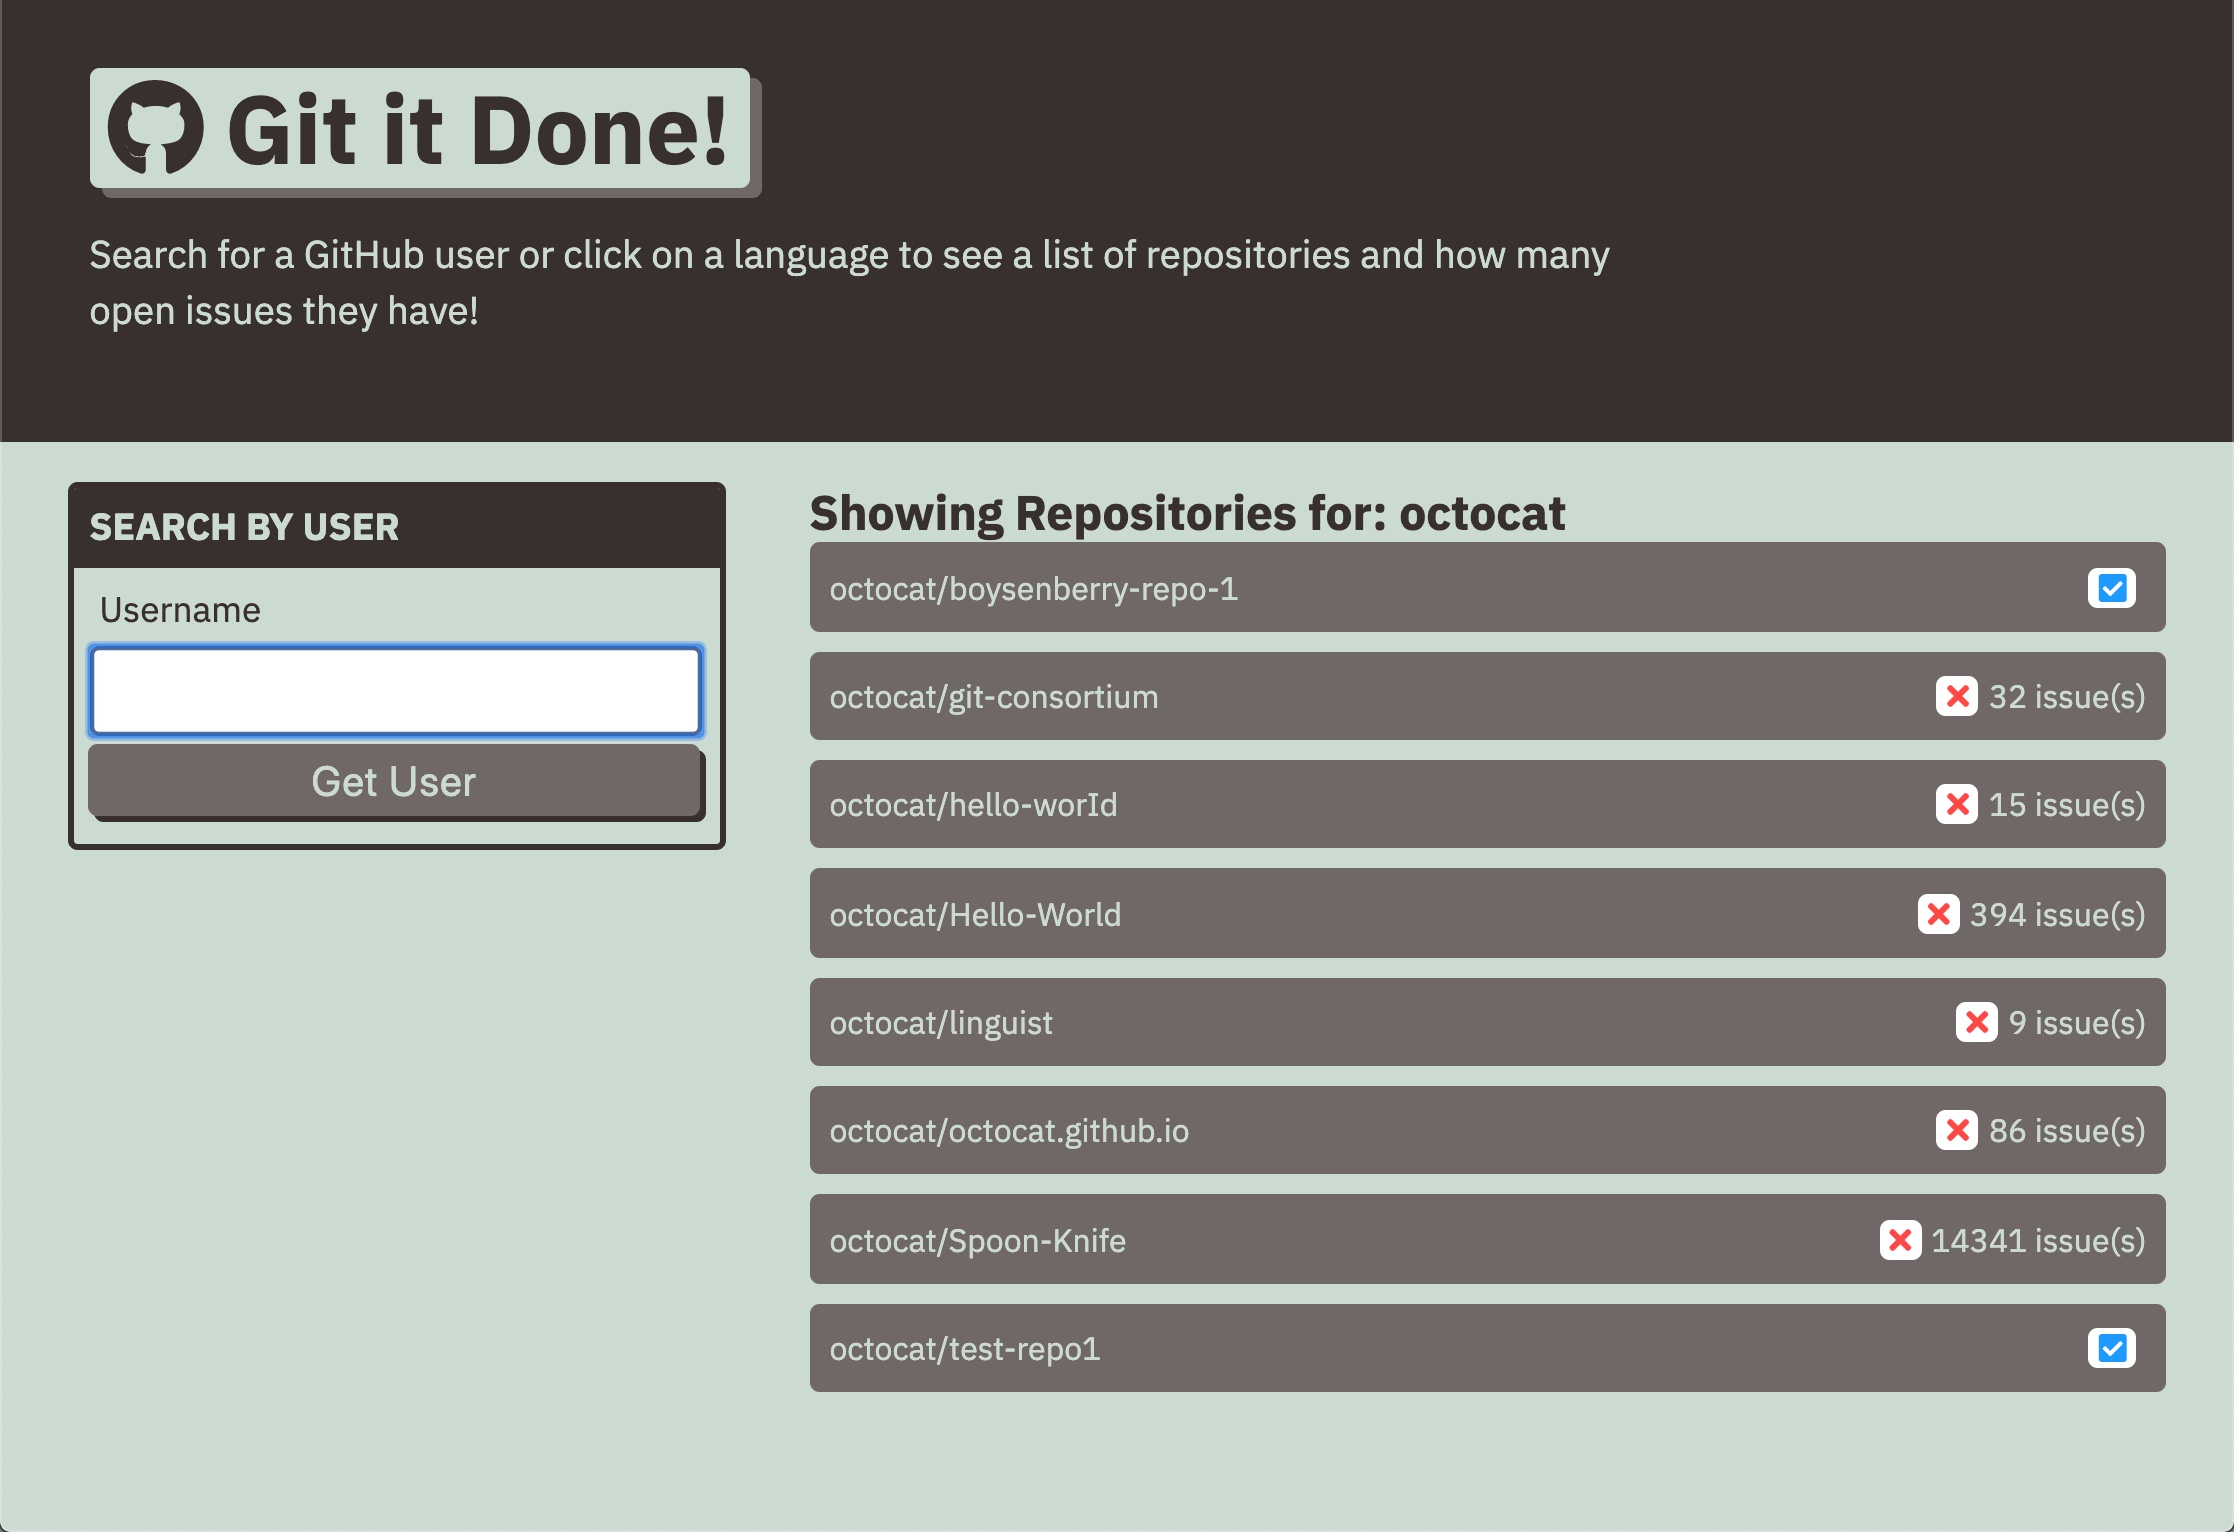 Git it Done!
Search for a GitHub user or click on a language to see a list of repositories and how many
open issues they have!
SEARCH BY USER
Username
Get User
Showing Repositories for: octocat
octocat/boysenberry-repo-1
octocat/git-consortium 32 issue(s)
octocat/hello-worId 15 issue(s)
octocat/Hello-World 394 issue(s)
octocat/linguist 9 issue(s)
octocat/octocat.github.io 86 issue(s)
octocat/Spoon-Knife 14341 issue(s)
octocat/test-repo1